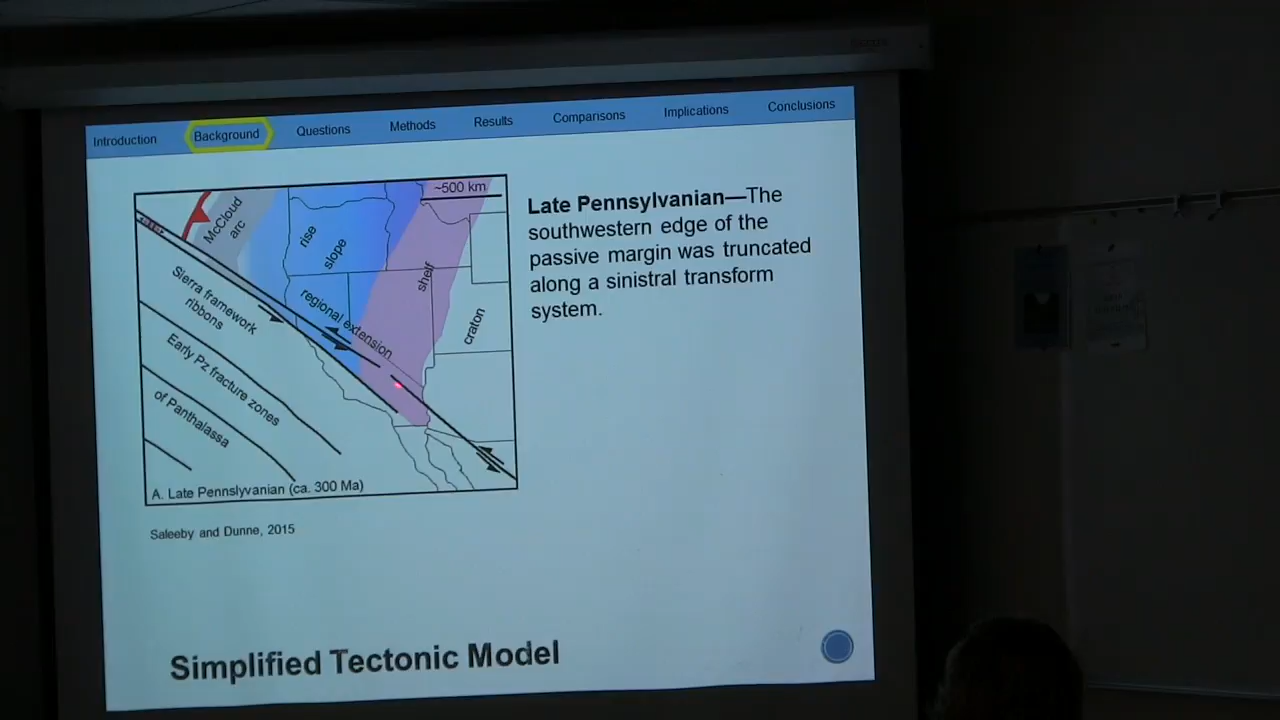 Introduction Background Questions Methods Results Comparisons Implications Conclusions
~500 km
McCloud
arc
rise
slope
shelf
craton
regional extension
Sierra framework
ribbons
Early Pz fracture zones
of Panthalassa
A. Late Pennslyvanian (ca. 300 Ma)
Saleeby and Dunne, 2015
Late Pennsylvanian—The
southwestern edge of the
passive margin was truncated
along a sinistral transform
system.
Simplified Tectonic Model